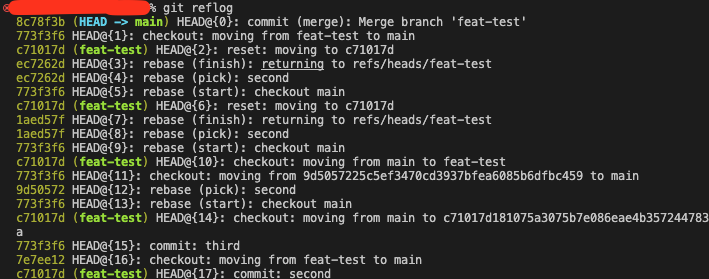 % git reflog
8c78f3b (HEAD -> main) HEAD@{0}: commit (merge): Merge branch 'feat-test'
773f3f6 HEAD@{1}: checkout: moving from feat-test to main
c71017d (feat-test) HEAD@{2}: reset: moving to c71017d
ec7262d HEAD@{3}: rebase (finish): returning to refs/heads/feat-test
ec7262d HEAD@{4}: rebase (pick): second
773f3f6 HEAD@{5}: rebase (start): checkout main
c71017d (feat-test) HEAD@{6}: reset: moving to c71017d
1aed57f HEAD@{7}: rebase (finish): returning to refs/heads/feat-test
1aed57f HEAD@{8}: rebase (pick): second
773f3f6 HEAD@{9}: rebase (start): checkout main
c71017d (feat-test) HEAD@{10}: checkout: moving from main to feat-test
773f3f6 HEAD@{11}: checkout: moving from 9d5057225c5ef3470cd3937bfea6085b6dfbc459 to main
9d50572 HEAD@{12}: rebase (pick): second
773f3f6 HEAD@{13}: rebase (start): checkout main
c71017d (feat-test) HEAD@{14}: checkout: moving from main to c71017d181075a3075b7e086eae4b357244783
a
773f3f6 HEAD@{15}: commit: third
7e7ee12 HEAD@{16}: checkout: moving from feat-test to main
c71017d (feat-test) HEAD@{17}: commit: second